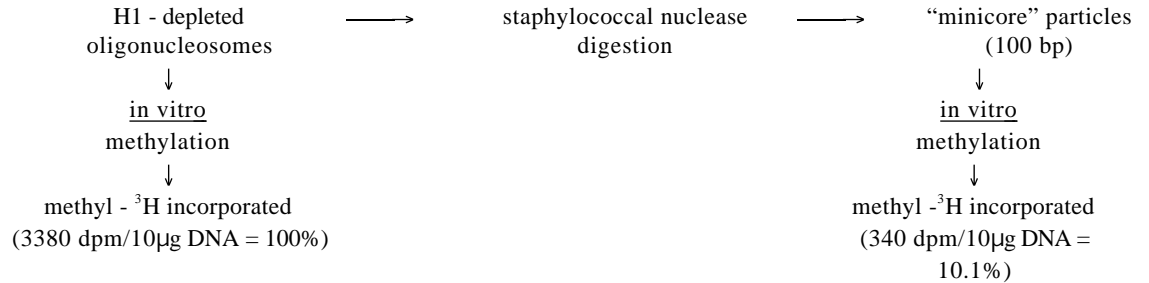 H1 - depleted
oligonucleosomes
staphylococcal nuclease
digestion
“minicore” particles
(100 bp)
in vitro
methylation
in vitro
methylation
methyl - ³H incorporated
(3380 dpm/10µg DNA = 100%)
methyl -³H incorporated
(340 dpm/10µg DNA =
10.1%)